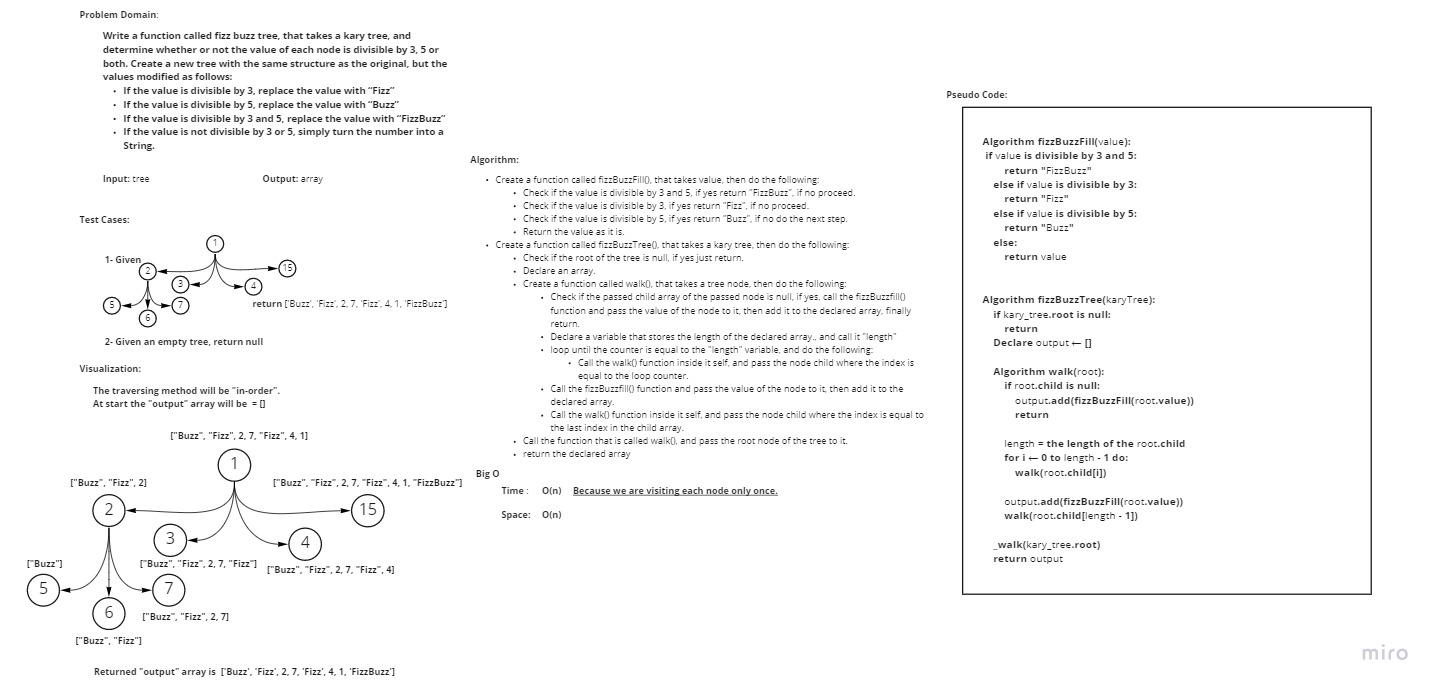 Problem Domain:
Write a function called fizz buzz tree, that takes a kary tree, and
determine whether or not the value of each node is divisible by 3, 5 or
both. Create a new tree with the same structure as the original, but the
values modified as follows:
• If the value is divisible by 3, replace the value with “Fizz”
• If the value is divisible by 5, replace the value with “Buzz”
• If the value is divisible by 3 and 5, replace the value with “FizzBuzz”
• If the value is not divisible by 3 or 5, simply turn the number into a
String.
Input: tree
Output: array
Test Cases:
1- Given
1
2
3
4
15
5
6
7
return ['Buzz', 'Fizz', 2, 7, 'Fizz', 4, 1, 'FizzBuzz']
2- Given an empty tree, return null
Visualization:
The traversing method will be "in-order".
At start the "output" array will be = []
["Buzz", "Fizz", 2, 7, "Fizz", 4, 1]
1
["Buzz", "Fizz", 2]
["Buzz", "Fizz", 2, 7, "Fizz", 4, 1, "FizzBuzz"]
2
15
3
4
["Buzz"]
["Buzz", "Fizz", 2, 7, "Fizz"]
["Buzz", "Fizz", 2, 7, "Fizz", 4]
5
7
6
["Buzz", "Fizz", 2, 7]
["Buzz", "Fizz"]
Returned "output" array is ['Buzz', 'Fizz', 2, 7, 'Fizz', 4, 1, 'FizzBuzz']
Algorithm:
• Create a function called fizzBuzzFill(), that takes value, then do the following:
• Check if the value is divisible by 3 and 5, if yes return "FizzBuzz", if no proceed.
• Check if the value is divisible by 3, if yes return "Fizz", if no proceed.
• Check if the value is divisible by 5, if yes return "Buzz", if no do the next step.
• Return the value as it is.
• Create a function called fizzBuzzTree(), that takes a kary tree, then do the following:
• Check if the root of the tree is null, if yes just return.
• Declare an array.
• Create a function called walk(), that takes a tree node, then do the following:
• Check if the passed child array of the passed node is null, if yes, call the fizzBuzzfill()
function and pass the value of the node to it, then add it to the declared array, finally
return.
• Declare a variable that stores the length of the declared array., and call it "length"
• loop until the counter is equal to the "length" variable, and do the following:
• Call the walk() function inside it self, and pass the node child where the index is
equal to the loop counter.
• Call the fizzBuzzfill() function and pass the value of the node to it, then add it to the
declared array.
• Call the walk() function inside it self, and pass the node child where the index is equal to
the last index in the child array.
• Call the function that is called walk(), and pass the root node of the tree to it.
• return the declared array
Big O
Time : O(n) Because we are visiting each node only once.
Space: O(n)
Pseudo Code:
Algorithm fizzBuzzFill(value):
if value is divisible by 3 and 5:
return "FizzBuzz"
else if value is divisible by 3:
return "Fizz"
else if value is divisible by 5:
return "Buzz"
else:
return value
Algorithm fizzBuzzTree(karyTree):
if kary_tree.root is null:
return
Declare output ← []
Algorithm walk(root):
if root.child is null:
output.add(fizzBuzzFill(root.value))
return
length = the length of the root.child
for i ← 0 to length - 1 do:
walk(root.child[i])
output.add(fizzBuzzFill(root.value))
walk(root.child[length - 1])
_walk(kary_tree.root)
return output
miro